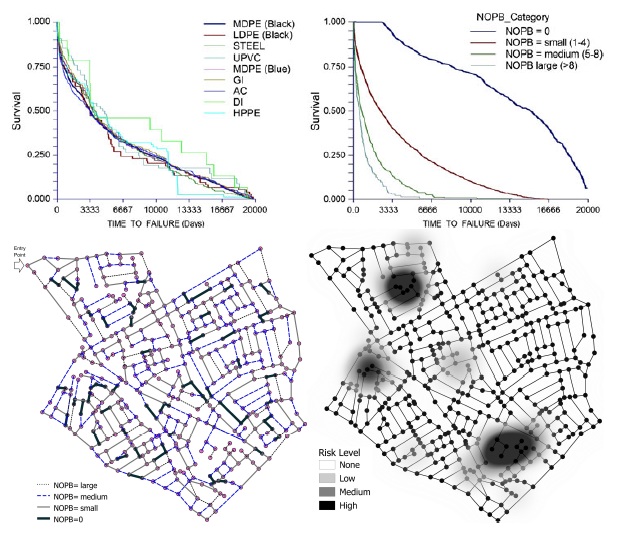 1.000
0.750
0.500
0.250
0.000
Survival
0.
3333
6667
10000
13333
16667
20000
TIME TO FAILURE (Days)
MDPE (Black)
LDPE (Black)
STEEL
UPVC
MDPE (Blue)
GI
AC
DI
HPPE
NOPB_Category
NOPB = 0
NOPB = small (1-4)
NOPB = medium (5-8)
NOPB large (>8)
1.000
0.750
0.500
0.250
0.000
Survival
0.0
3333
6666
10000
13333
16666
20000
TIME TO FAILURE (Days)
Entry
Point
NOPB= large
NOPB= medium
NOPB= small
NOPB=0
Risk Level
None
Low
Medium
High